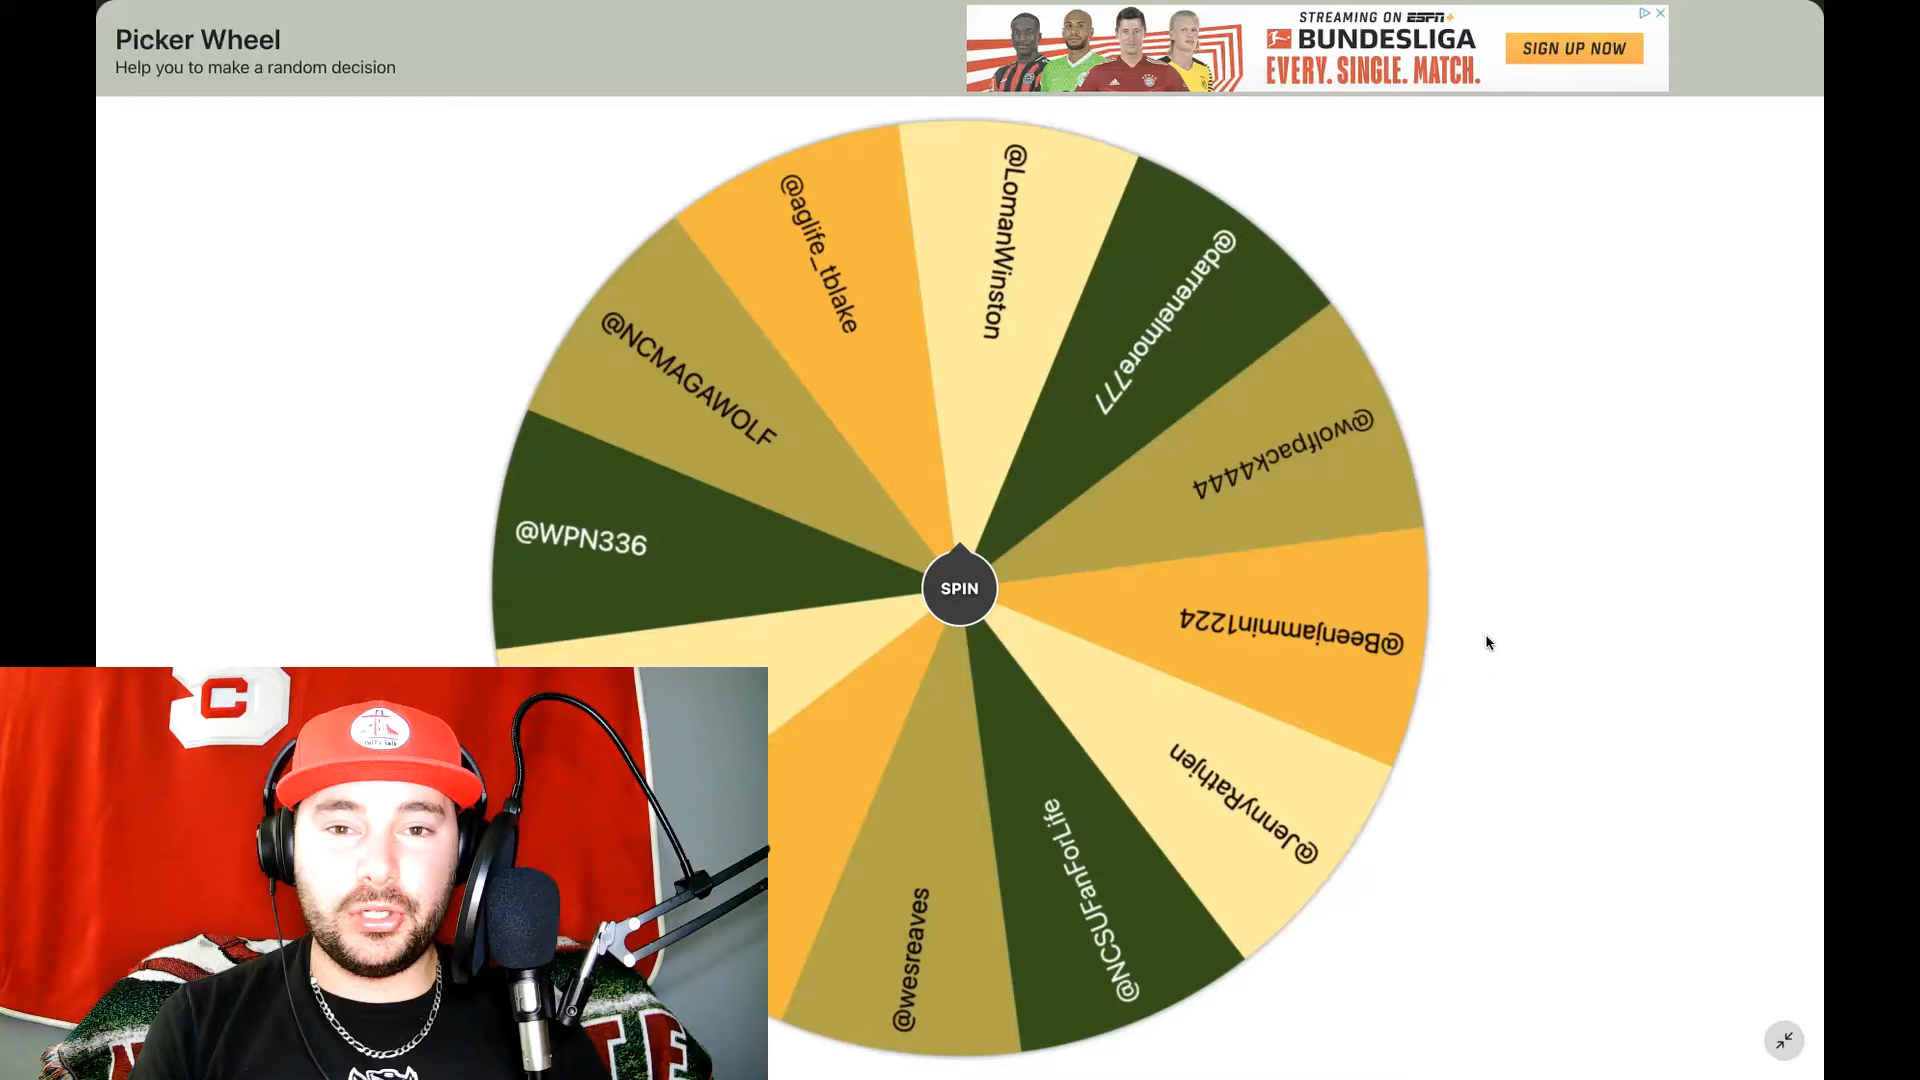 Picker Wheel
Help you to make a random decision
STREAMING ON ESPN+
BUNDESLIGA
EVERY. SINGLE. MATCH.
SIGN UP NOW
@LomanWinston
@darrenelmore777
@wolfpack4444
@Beenjammin1224
@JennyRathjen
@NCSUFanForLife
@wesreaves
@WPN336
@NCMAGAWOLF
@aglife_tblake
SPIN
S
C